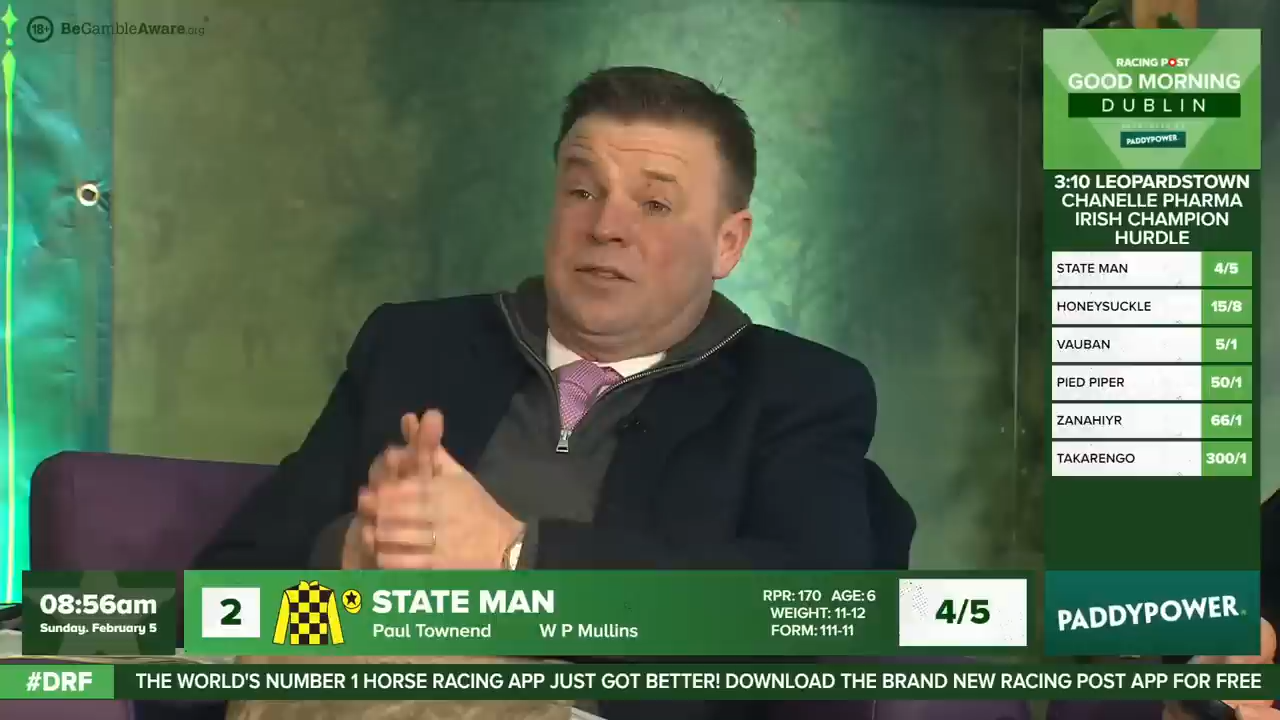 18+ BeGambleAware.org
RACING POST
GOOD MORNING
DUBLIN
PADDYPOWER
3:10 LEOPARDSTOWN
CHANELLE PHARMA
IRISH CHAMPION
HURDLE
STATE MAN 4/5
HONEYSUCKLE 15/8
VAUBAN 5/1
PIED PIPER 50/1
ZANAHIYR 66/1
TAKARENGO 300/1
08:56am
Sunday. February 5
2
STATE MAN
Paul Townend W P Mullins
RPR: 170 AGE: 6
WEIGHT: 11-12
FORM: 111-11
4/5
PADDYPOWER.
#DRF
THE WORLD'S NUMBER 1 HORSE RACING APP JUST GOT BETTER! DOWNLOAD THE BRAND NEW RACING POST APP FOR FREE